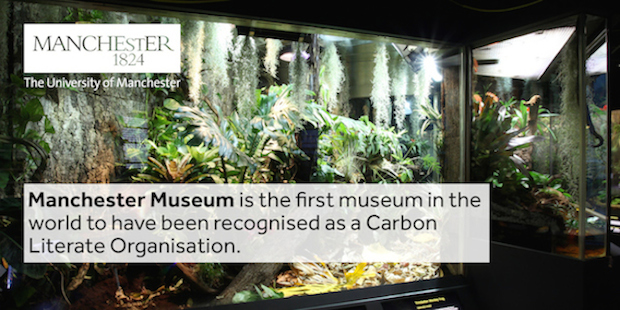 MANCHESTER
1824
The University of Manchester
Manchester Museum is the first museum in the
world to have been recognised as a Carbon
Literate Organisation.